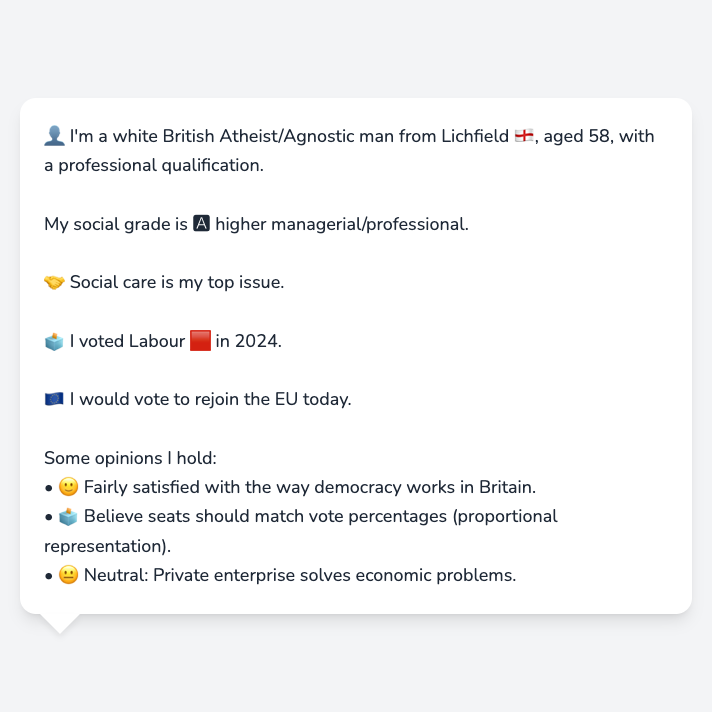 👤 I'm a white British Atheist/Agnostic man from Lichfield 🏴󠁧󠁢󠁥󠁮󠁧󠁿, aged 58, with
a professional qualification.
My social grade is 🅰 higher managerial/professional.
🤝 Social care is my top issue.
🗳️ I voted Labour 🟥 in 2024.
🇪🇺 I would vote to rejoin the EU today.
Some opinions I hold:
• 🙂 Fairly satisfied with the way democracy works in Britain.
• 🗳️ Believe seats should match vote percentages (proportional
representation).
• 😐 Neutral: Private enterprise solves economic problems.